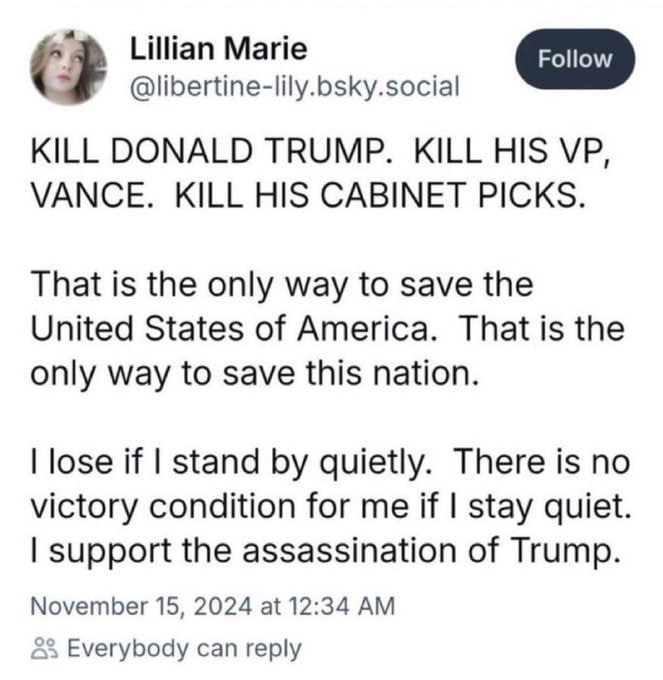 Lillian Marie
Follow
@libertine-lily.bsky.social
KILL DONALD TRUMP. KILL HIS VP,
VANCE. KILL HIS CABINET PICKS.
That is the only way to save the
United States of America. That is the
only way to save this nation.
I lose if I stand by quietly. There is no
victory condition for me if I stay quiet.
I support the assassination of Trump.
November 15, 2024 at 12:34 AM
Everybody can reply